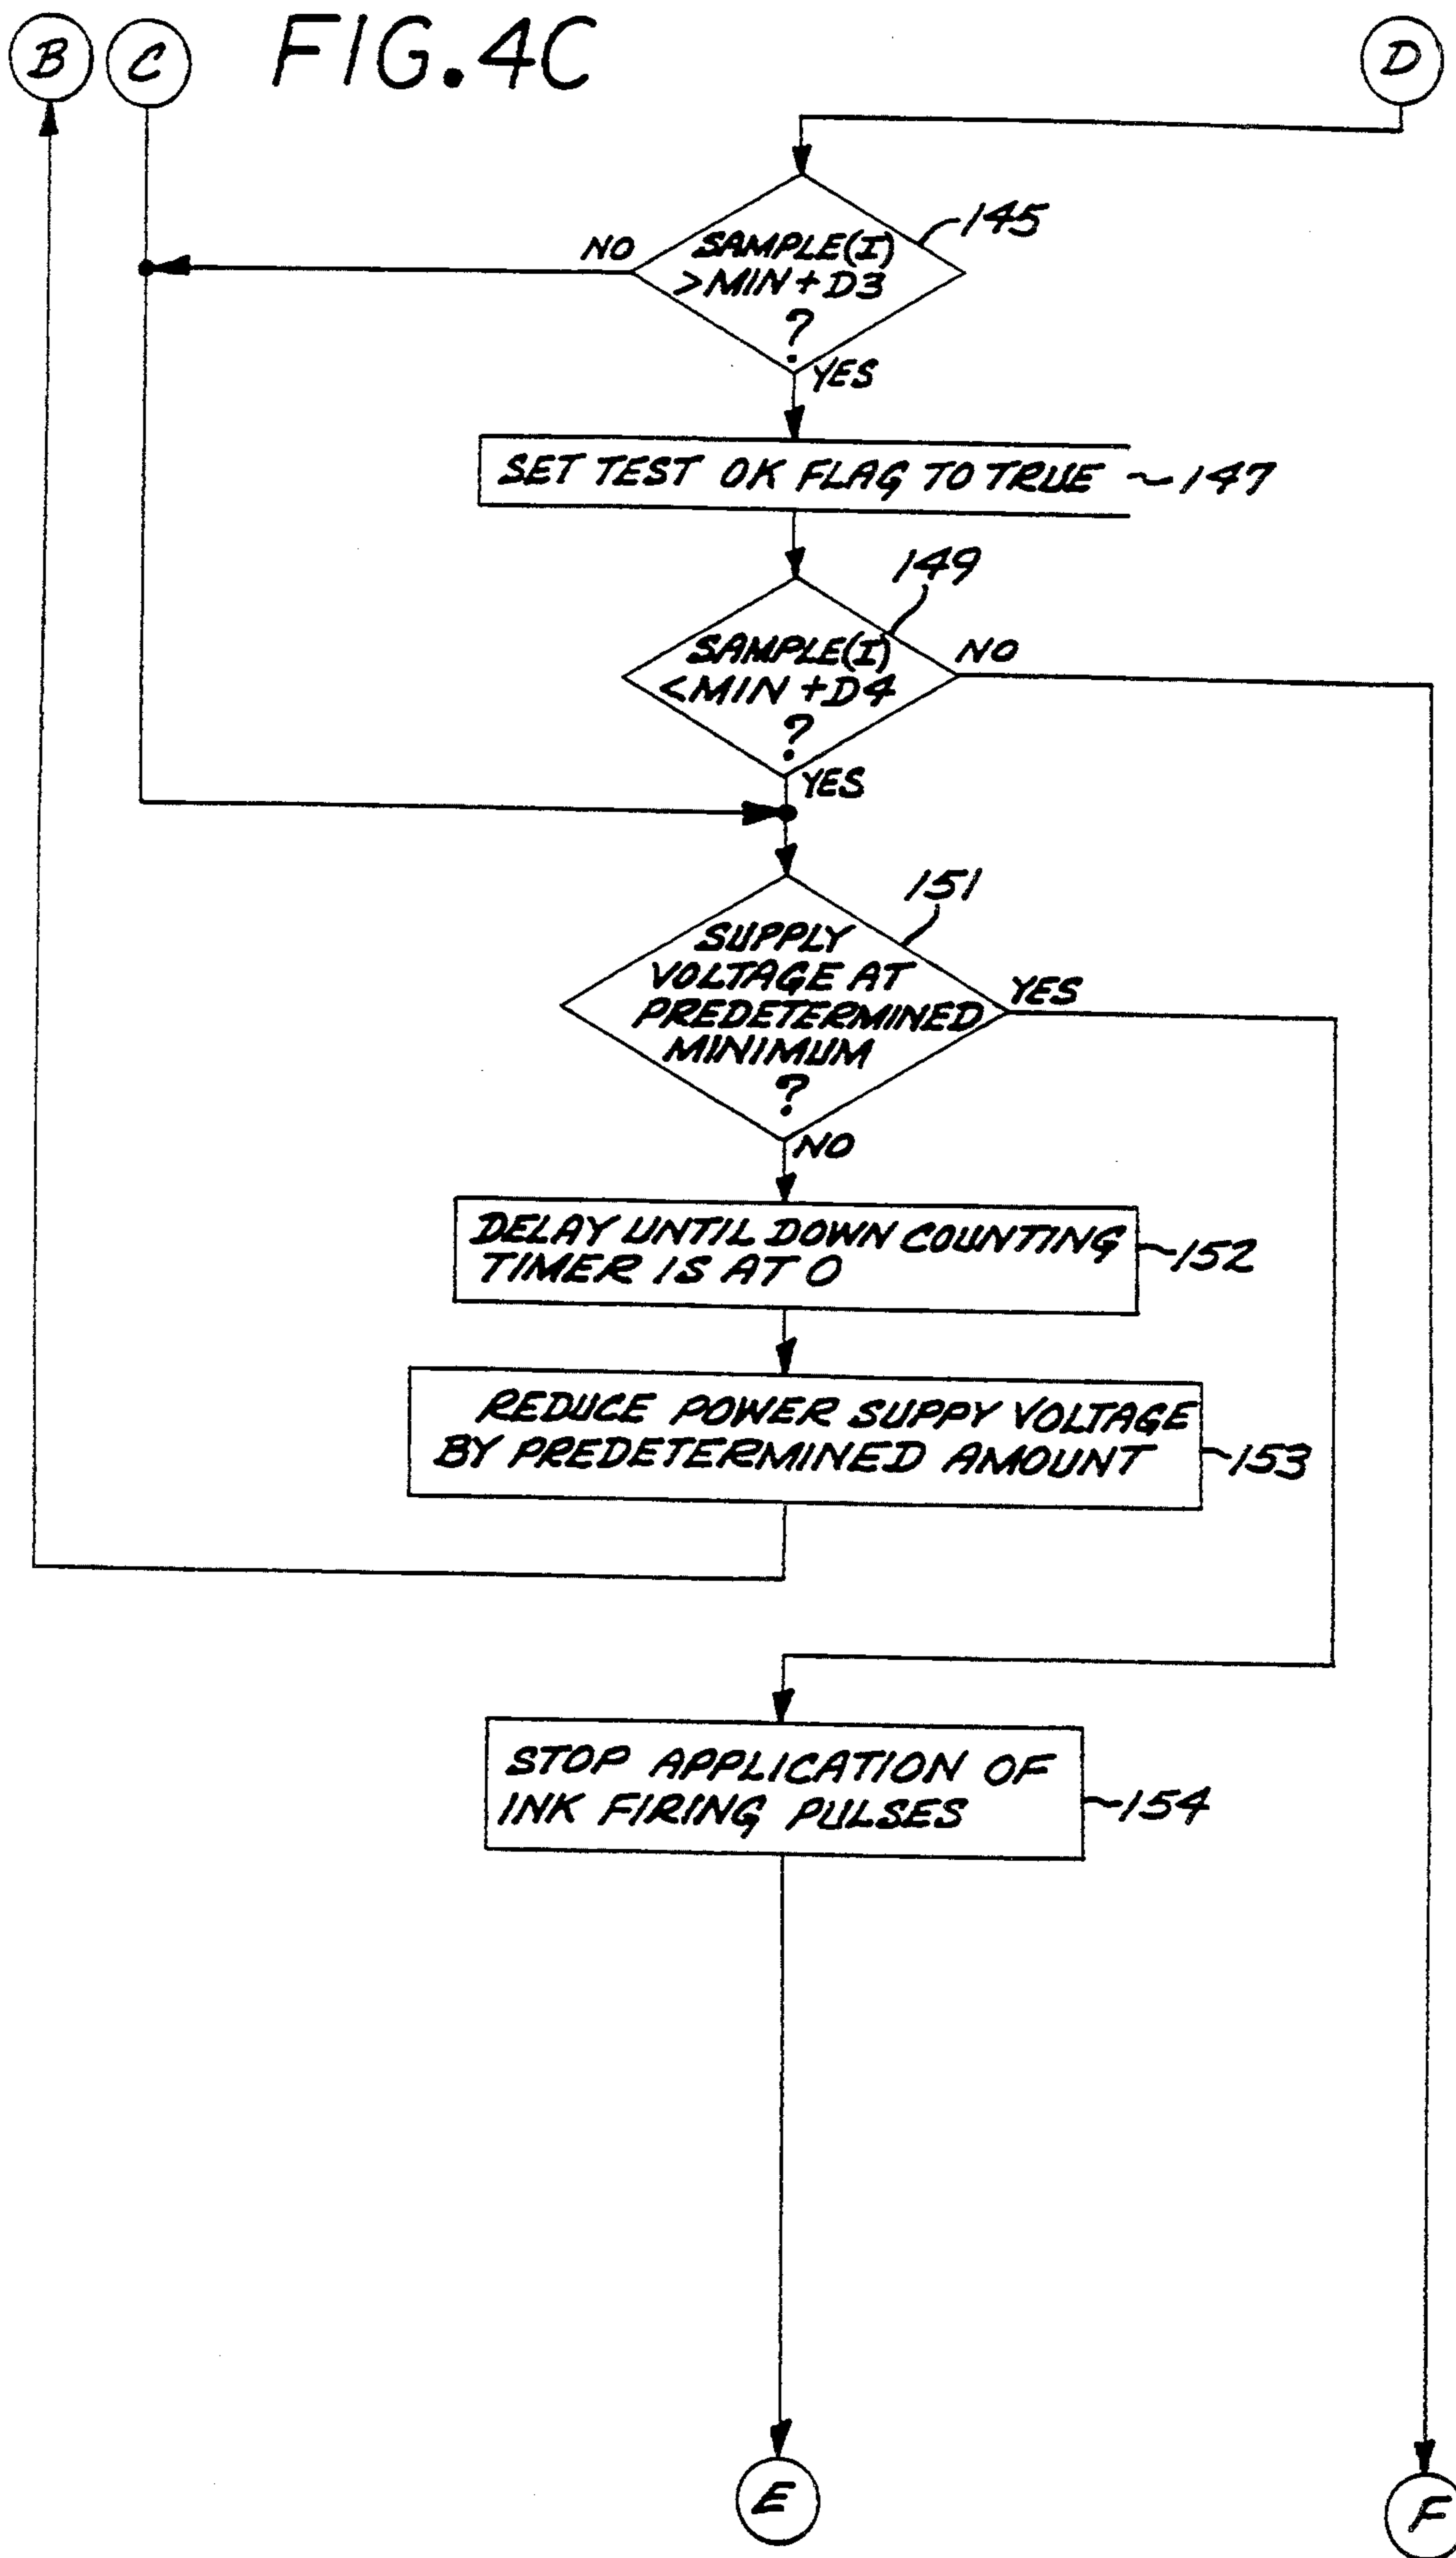 B C FIG. 4C D
145
NO SAMPLE(I)
>MIN + D3
?
YES
SET TEST OK FLAG TO TRUE 147
149
SAMPLE(I) NO
<MIN + D4
?
YES
151
SUPPLY
VOLTAGE AT YES
PREDETERMINED
MINIMUM
?
NO
DELAY UNTIL DOWN COUNTING
TIMER IS AT 0 152
REDUCE POWER SUPPY VOLTAGE
BY PREDETERMINED AMOUNT 153
STOP APPLICATION OF
INK FIRING PULSES 154
E F